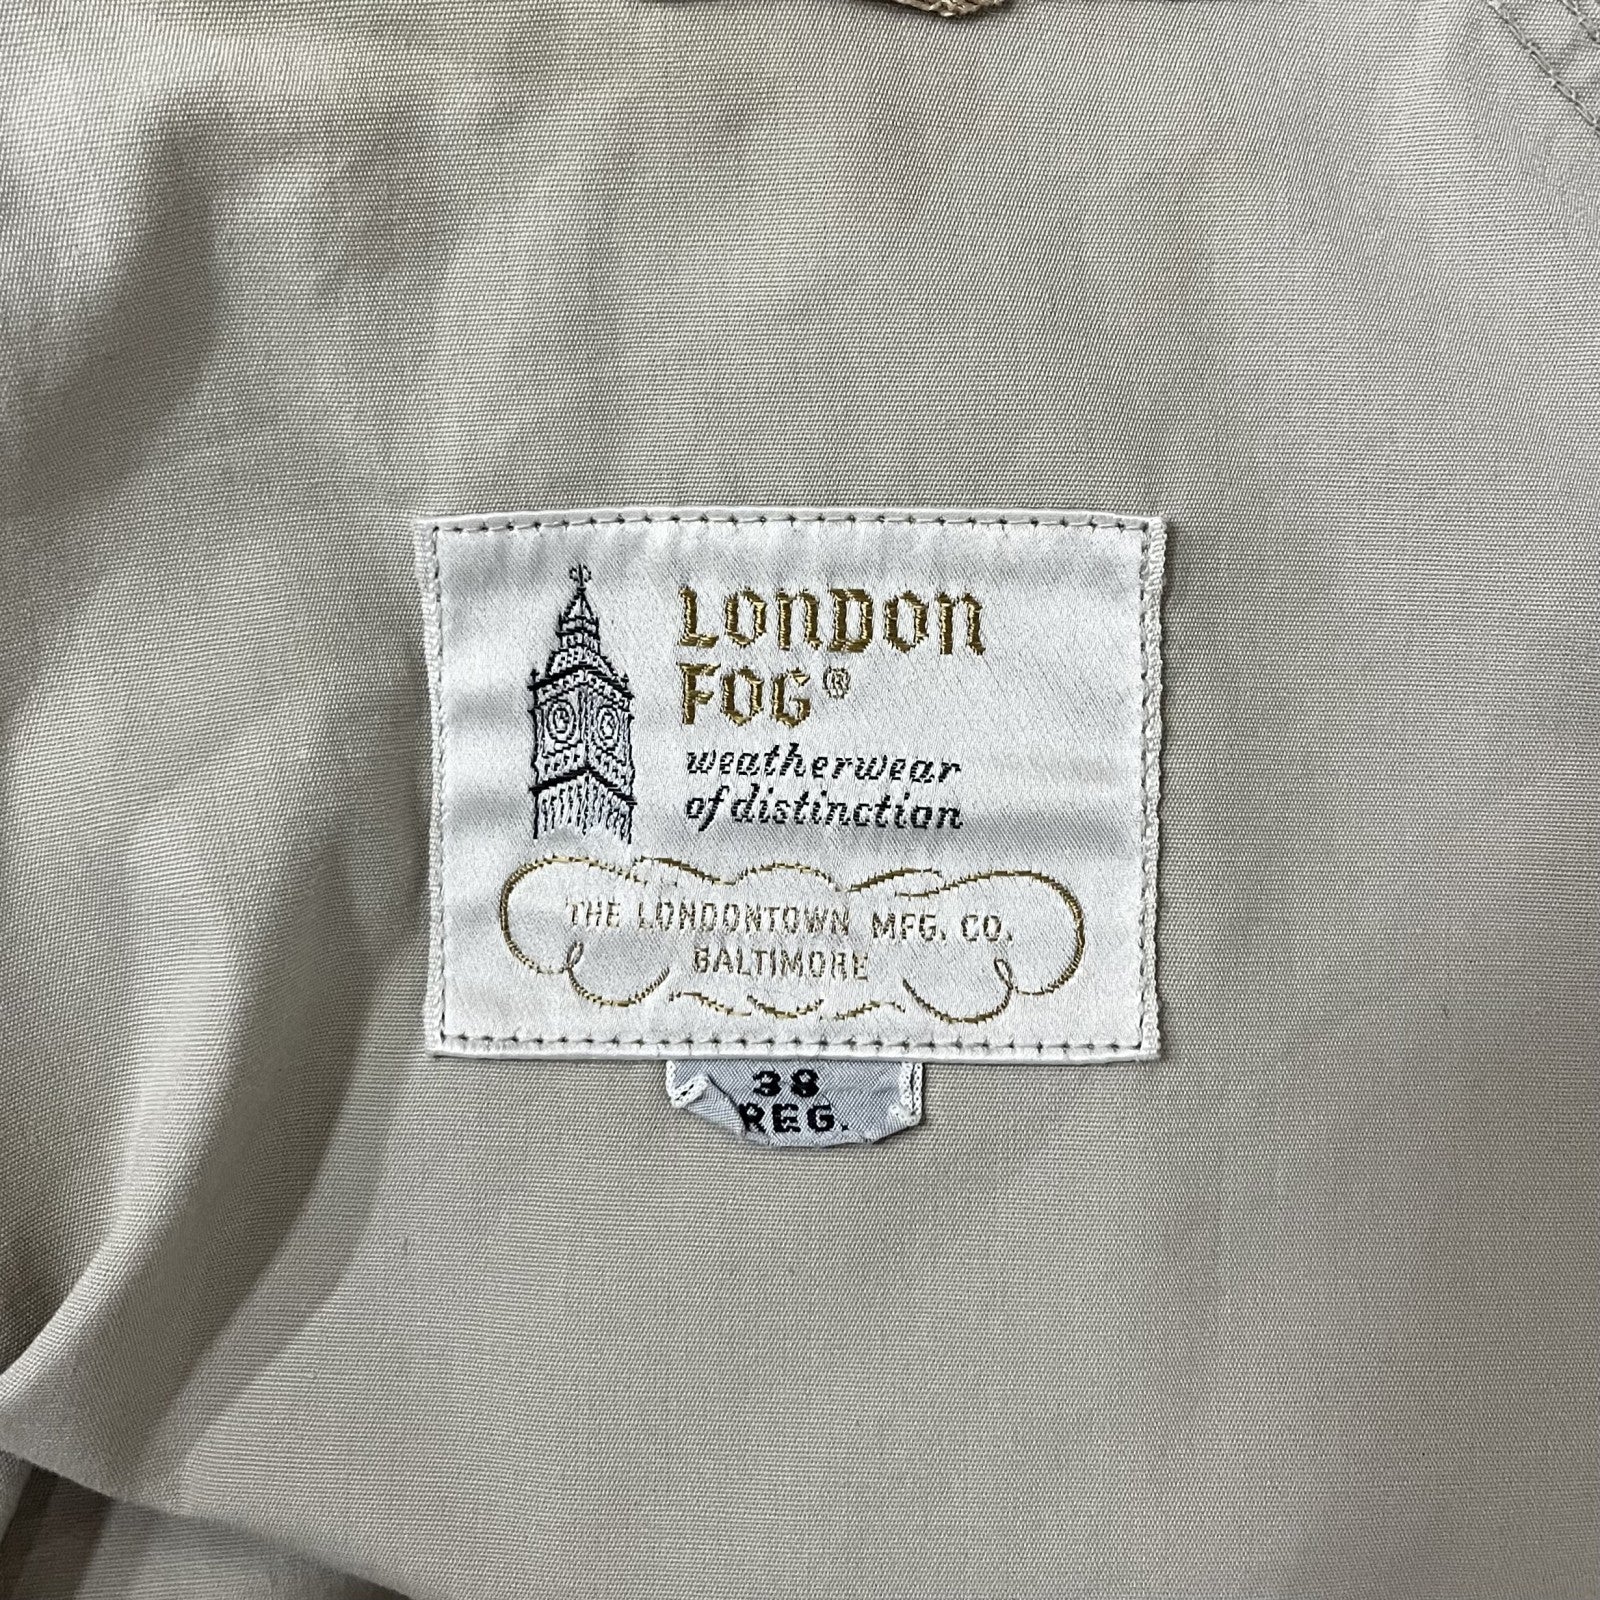 LONDON
FOG®
weatherwear
of distinction
THE LONDONTOWN MFG. CO.
BALTIMORE
38
REG.